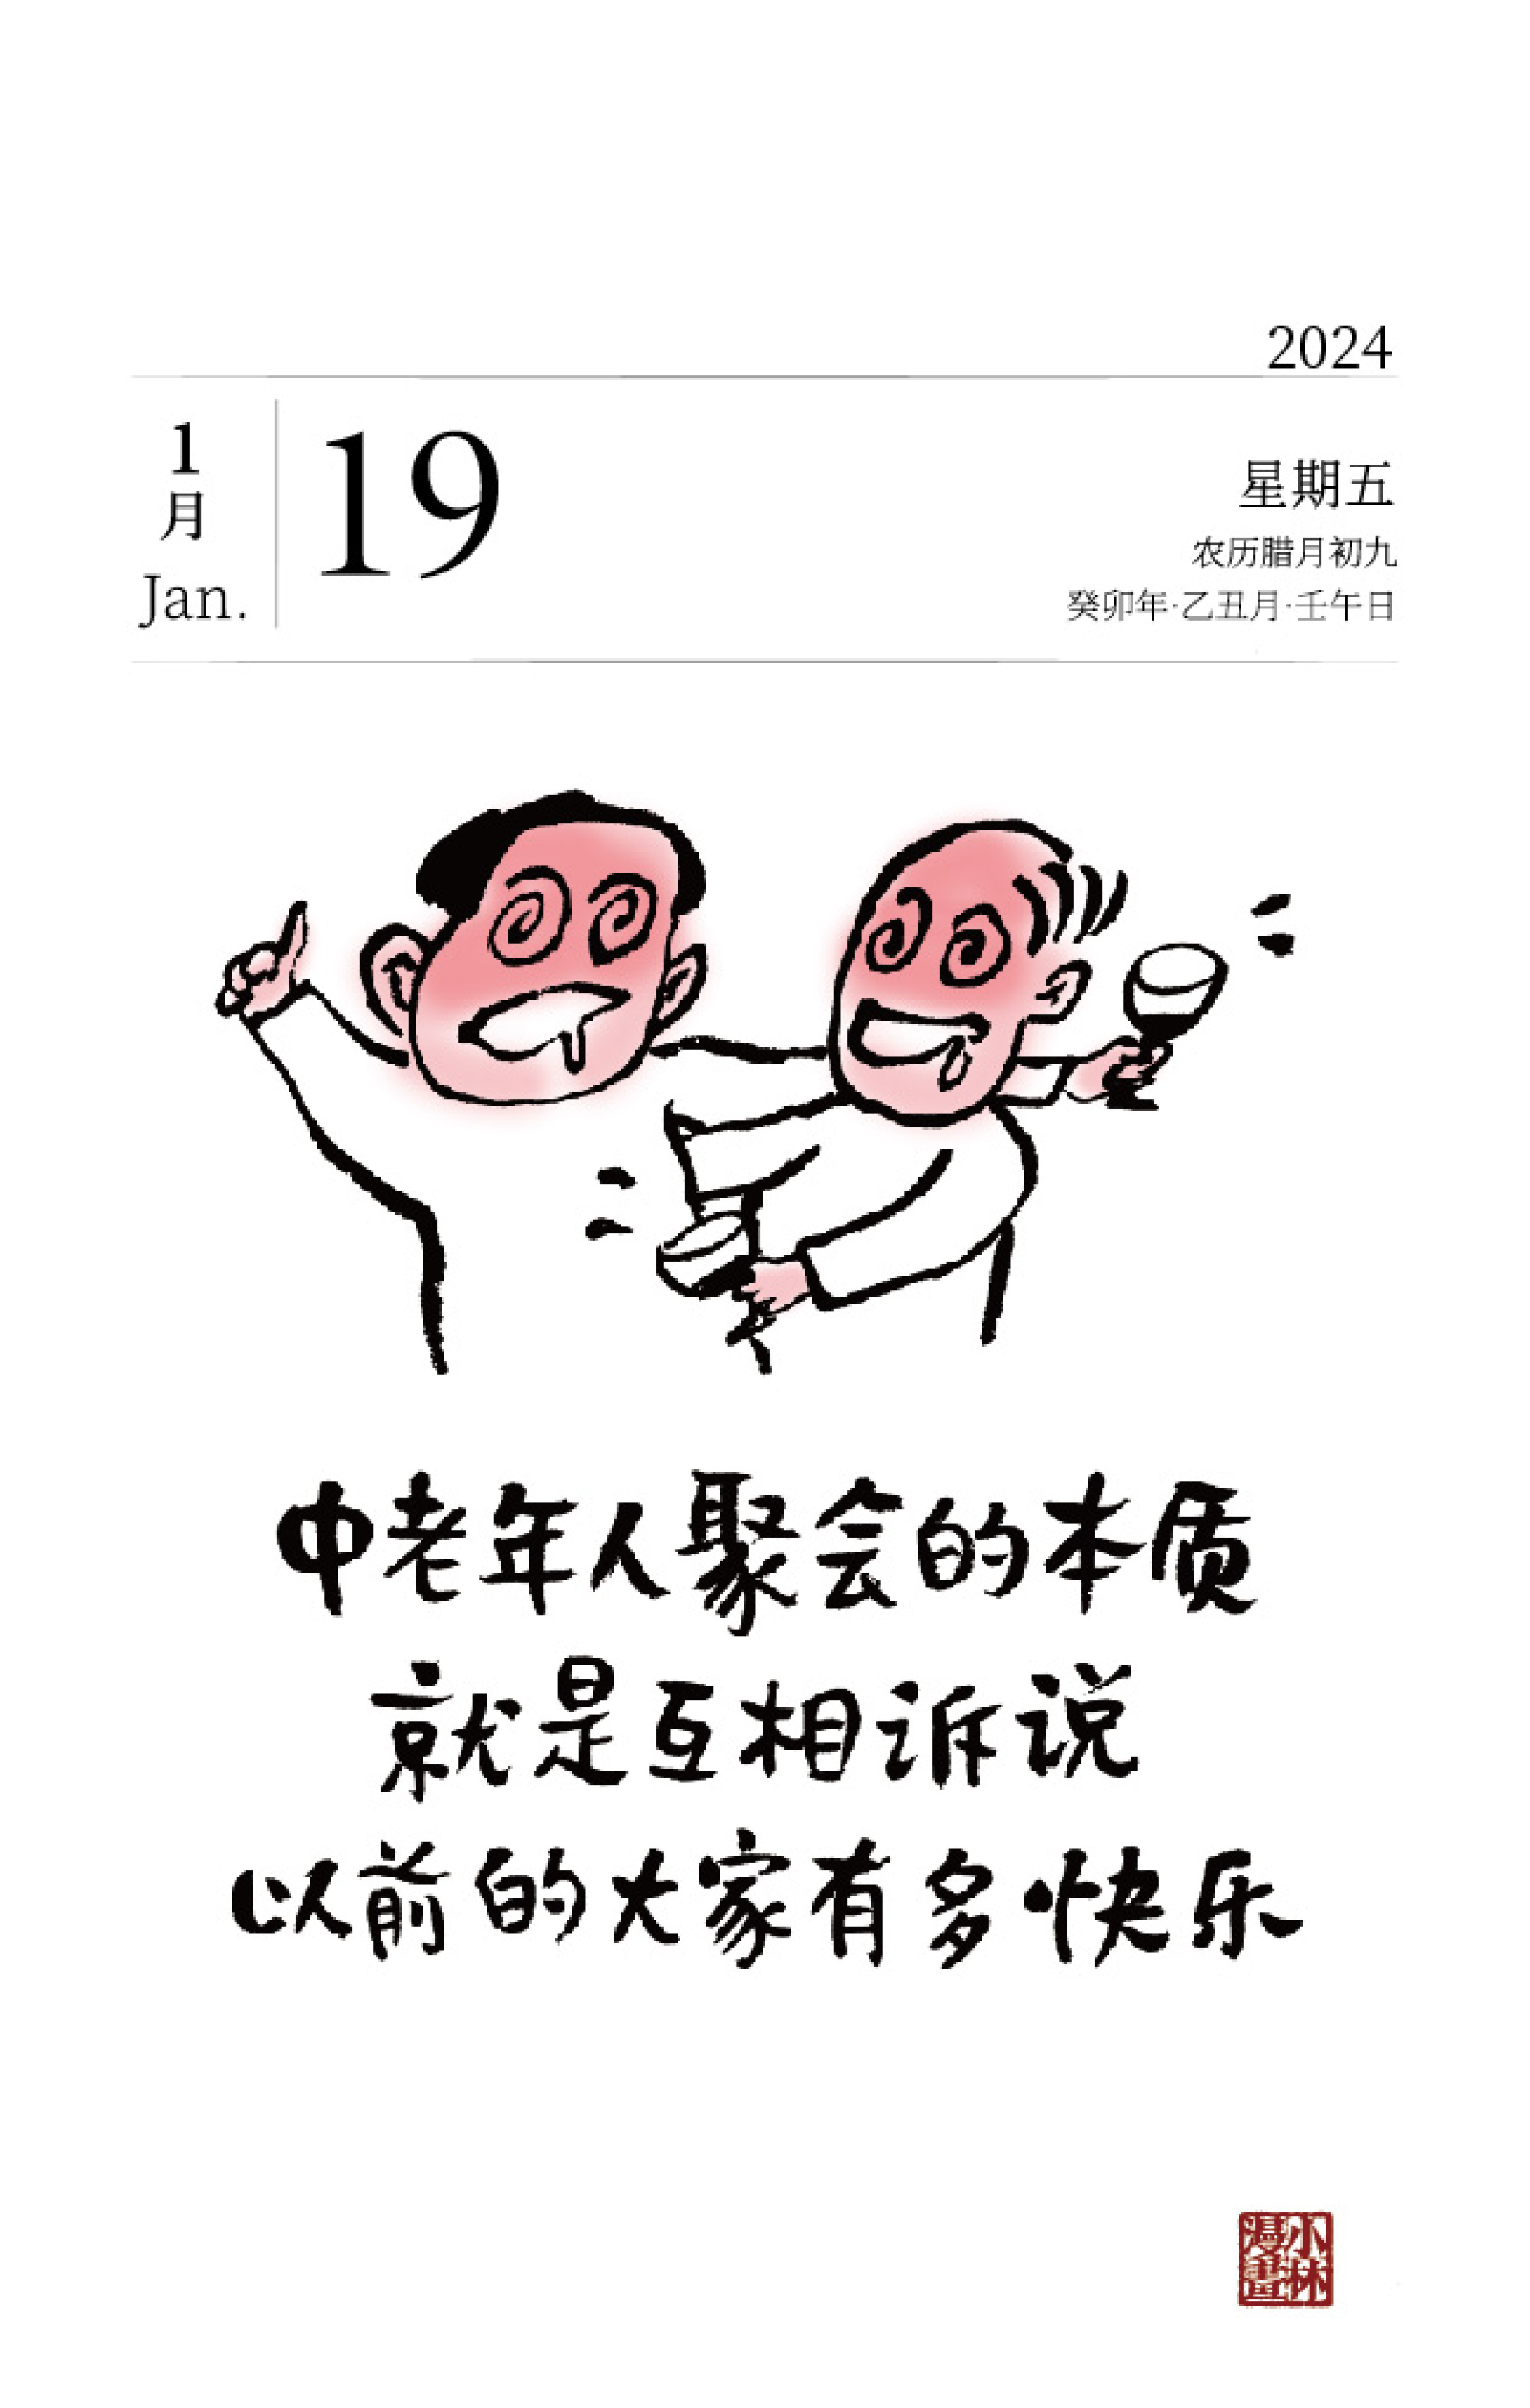 2024
1
月
Jan.
19
星期五
农历腊月初九
癸卯年·乙丑月·壬午日
中老年人聚会的本质
就是互相诉说
以前的大家有多快乐
小林
漫畫